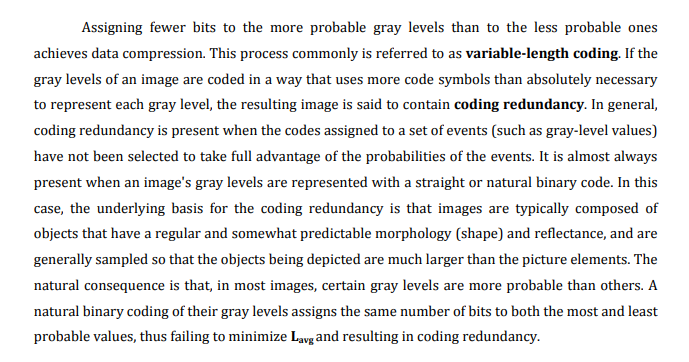 Assigning fewer bits to the more probable gray levels than to the less probable ones
achieves data compression. This process commonly is referred to as variable-length coding. If the
gray levels of an image are coded in a way that uses more code symbols than absolutely necessary
to represent each gray level, the resulting image is said to contain coding redundancy. In general,
coding redundancy is present when the codes assigned to a set of events (such as gray-level values)
have not been selected to take full advantage of the probabilities of the events. It is almost always
present when an image's gray levels are represented with a straight or natural binary code. In this
case, the underlying basis for the coding redundancy is that images are typically composed of
objects that have a regular and somewhat predictable morphology (shape) and reflectance, and are
generally sampled so that the objects being depicted are much larger than the picture elements. The
natural consequence is that, in most images, certain gray levels are more probable than others. A
natural binary coding of their gray levels assigns the same number of bits to both the most and least
probable values, thus failing to minimize Lavg and resulting in coding redundancy.